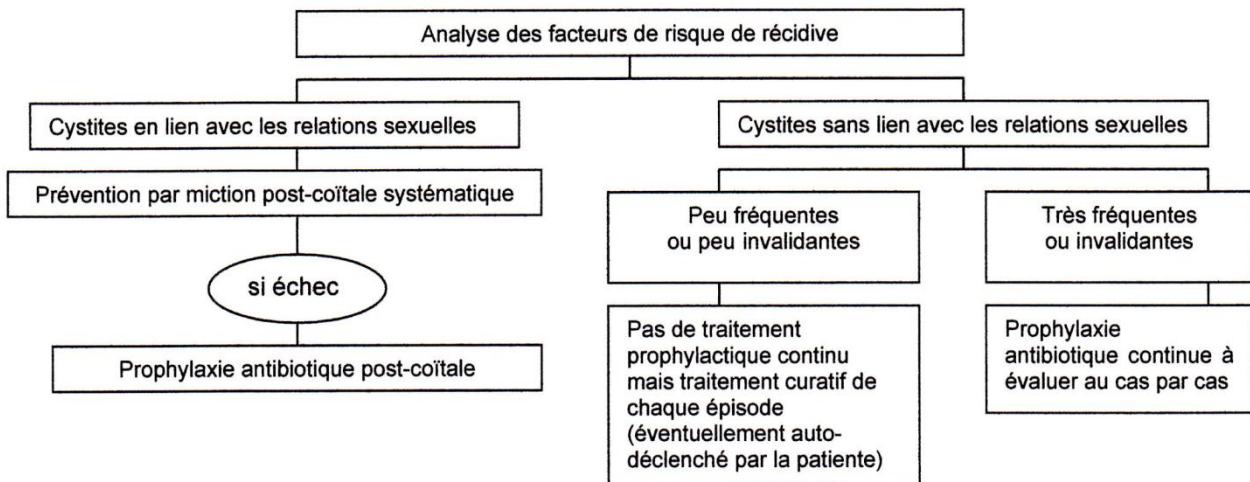 Analyse des facteurs de risque de récidive
Cystites en lien avec les relations sexuelles
Prévention par miction post-coïtale systématique
si échec
Prophylaxie antibiotique post-coïtale
Cystites sans lien avec les relations sexuelles
Peu fréquentes
ou peu invalidantes
Pas de traitement
prophylactique continu
mais traitement curatif de
chaque épisode
(éventuellement auto-
déclenché par la patiente)
Très fréquentes
ou invalidantes
Prophylaxie
antibiotique continue à
évaluer au cas par cas